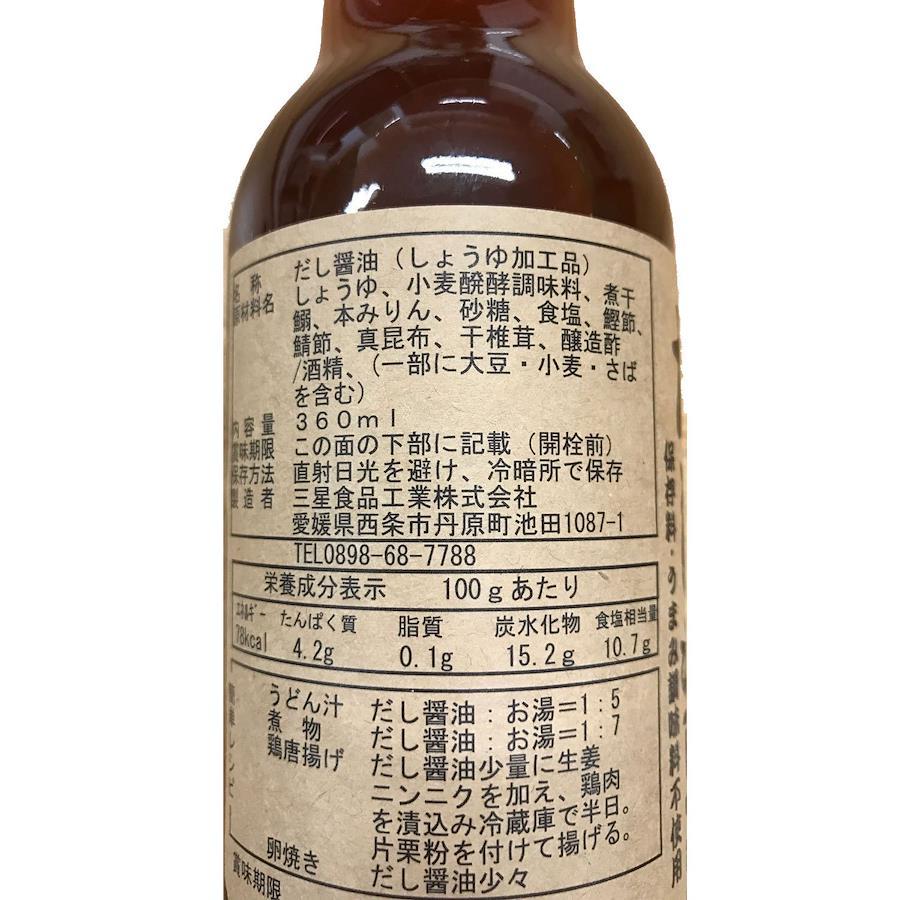 名称 だし醤油（しょうゆ加工品）
原材料名 しょうゆ、小麦醗酵調味料、煮干
鰯、本みりん、砂糖、食塩、鰹節、
鯖節、真昆布、干椎茸、醸造酢
/酒精、（一部に大豆・小麦・さば
を含む）
内容量 ３６０ｍｌ
賞味期限 この面の下部に記載（開栓前）
保存方法 直射日光を避け、冷暗所で保存
製造者 三星食品工業株式会社
愛媛県西条市丹原町池田1087-1
TEL0898-68-7788
栄養成分表示 100ｇあたり
ｴﾈﾙｷﾞｰ たんぱく質 脂質 炭水化物 食塩相当量
78kcal 4.2g 0.1g 15.2ｇ 10.7ｇ
簡単レシピ
うどん汁 だし醤油：お湯＝1：5
煮物 だし醤油：お湯＝1：7
鶏唐揚げ だし醤油少量に生姜
ニンニクを加え、鶏肉
を漬込み冷蔵庫で半日。
片栗粉を付けて揚げる。
卵焼き だし醤油少々
賞味期限
保存料・うまみ調味料不使用